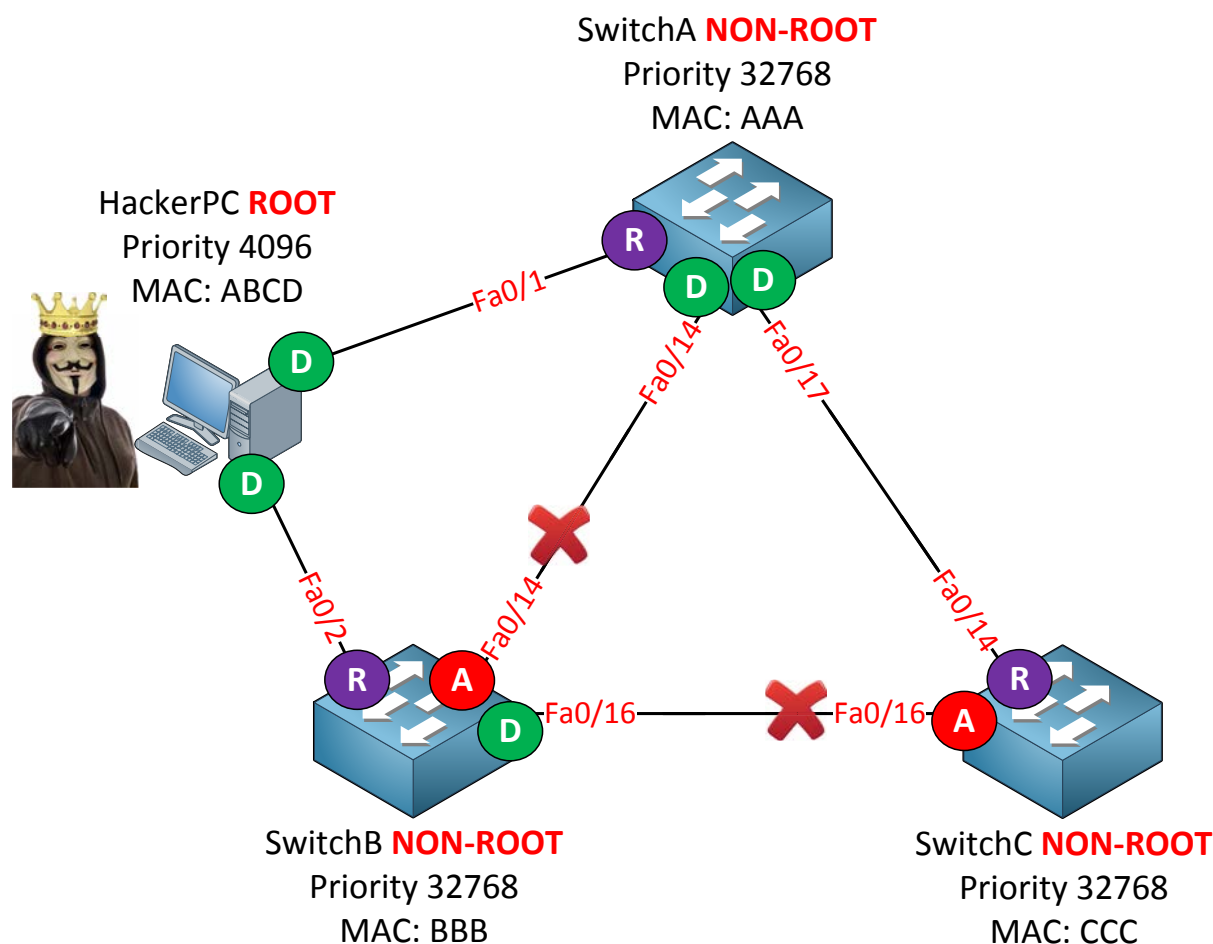 SwitchA NON-ROOT
Priority 32768
MAC: AAA
HackerPC ROOT
Priority 4096
MAC: ABCD
R
D
D
Fa0/1
D
Fa0/14
Fa0/17
D
Fa0/2
Fa0/14
Fa0/14
R
A
R
D
Fa0/16
Fa0/16
A
SwitchB NON-ROOT
Priority 32768
MAC: BBB
SwitchC NON-ROOT
Priority 32768
MAC: CCC